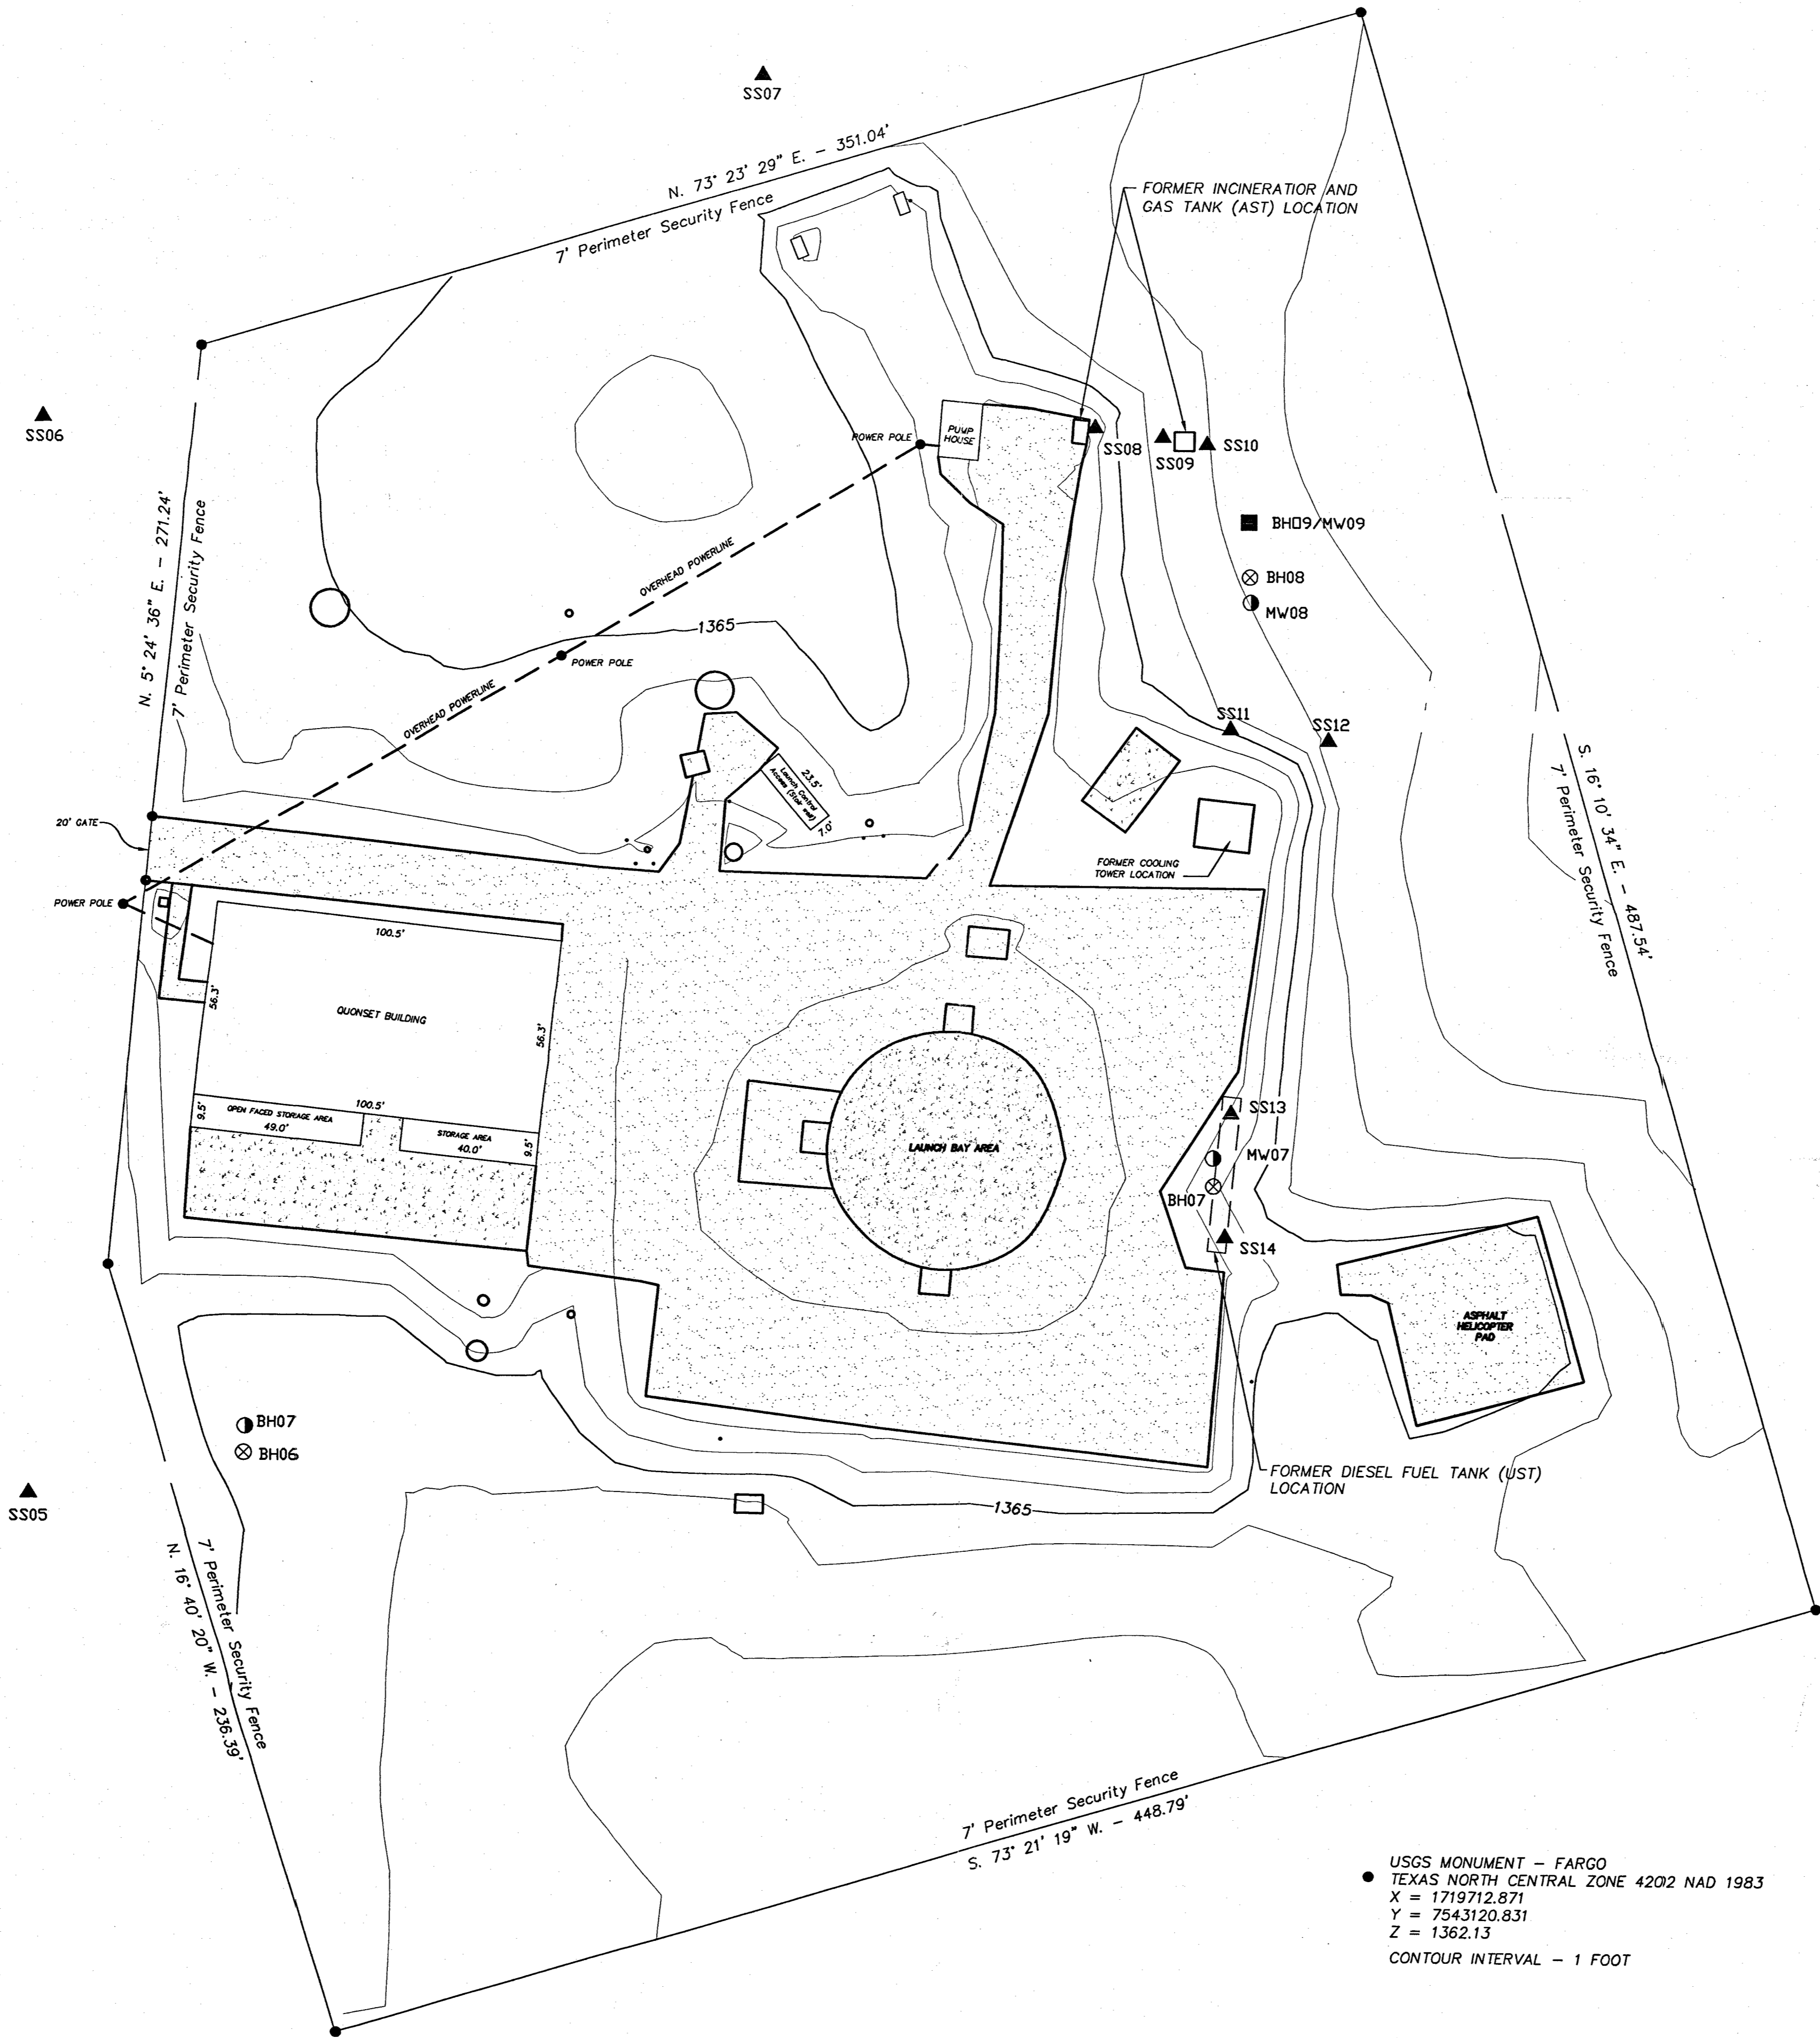 SS07
N. 73° 23' 29" E. - 351.04'
7' Perimeter Security Fence
FORMER INCINERATIOR AND
GAS TANK (AST) LOCATION
SS06
POWER POLE
PUMP
HOUSE
SS08
SS09
SS10
N. 5° 24' 36" E. - 271.24'
7' Perimeter Security Fence
OVERHEAD POWERLINE
BH09/MW09
BH08
MW08
1365
POWER POLE
OVERHEAD POWERLINE
SS11
SS12
23.5'
Launch Control
Access (Stair well)
7.0'
S. 16° 10' 34" E. - 487.54'
7' Perimeter Security Fence
20' GATE
FORMER COOLING
TOWER LOCATION
POWER POLE
100.5'
56.3'
QUONSET BUILDING
56.3'
9.5'
OPEN FACED STORAGE AREA
49.0'
100.5'
STORAGE AREA
40.0'
9.5'
LAUNCH BAY AREA
SS13
MW07
BH07
SS14
ASPHALT
HELICOPTER
PAD
BH07
BH06
SS05
FORMER DIESEL FUEL TANK (UST)
LOCATION
1365
7' Perimeter Security Fence
N. 16° 40' 20" W. - 236.39'
7' Perimeter Security Fence
S. 73° 21' 19" W. - 448.79'
USGS MONUMENT - FARGO
TEXAS NORTH CENTRAL ZONE 4202 NAD 1983
X = 1719712.871
Y = 7543120.831
Z = 1362.13
CONTOUR INTERVAL - 1 FOOT